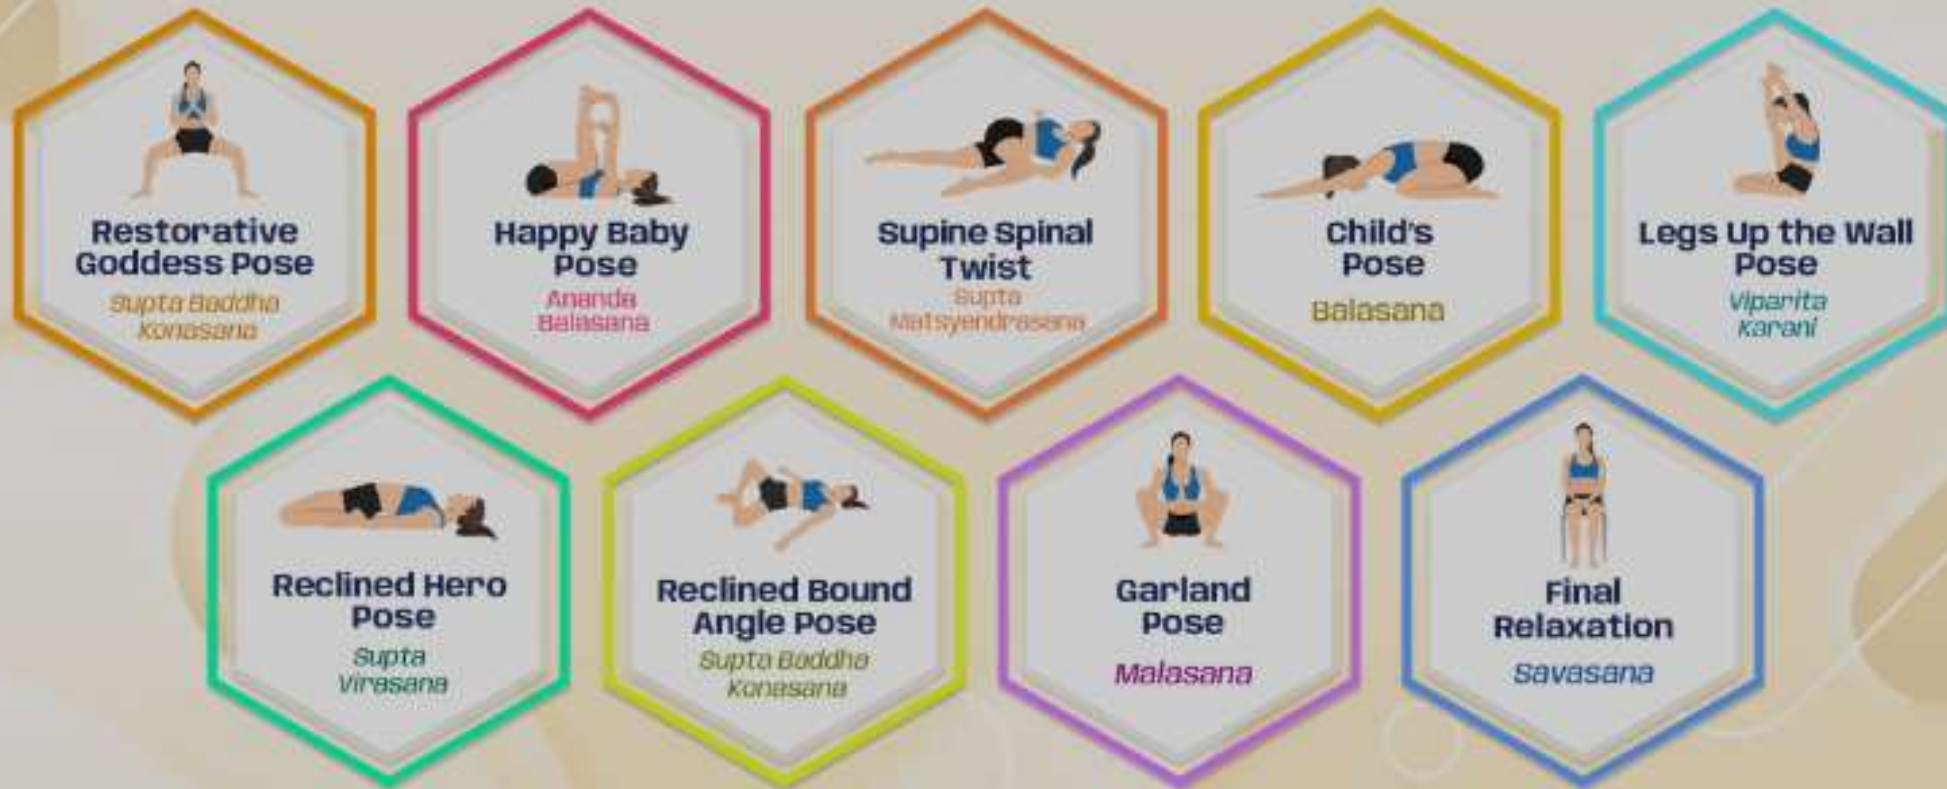 Restorative
Goddess Pose
Supta Baddha
Konasana
Happy Baby
Pose
Ananda
Balasana
Supine Spinal
Twist
Supta
Matsyendrasana
Child's
Pose
Balasana
Legs Up the Wall
Pose
Viparita
Karani
Reclined Hero
Pose
Supta
Virasana
Reclined Bound
Angle Pose
Supta Baddha
Konasana
Garland
Pose
Malasana
Final
Relaxation
Savasana